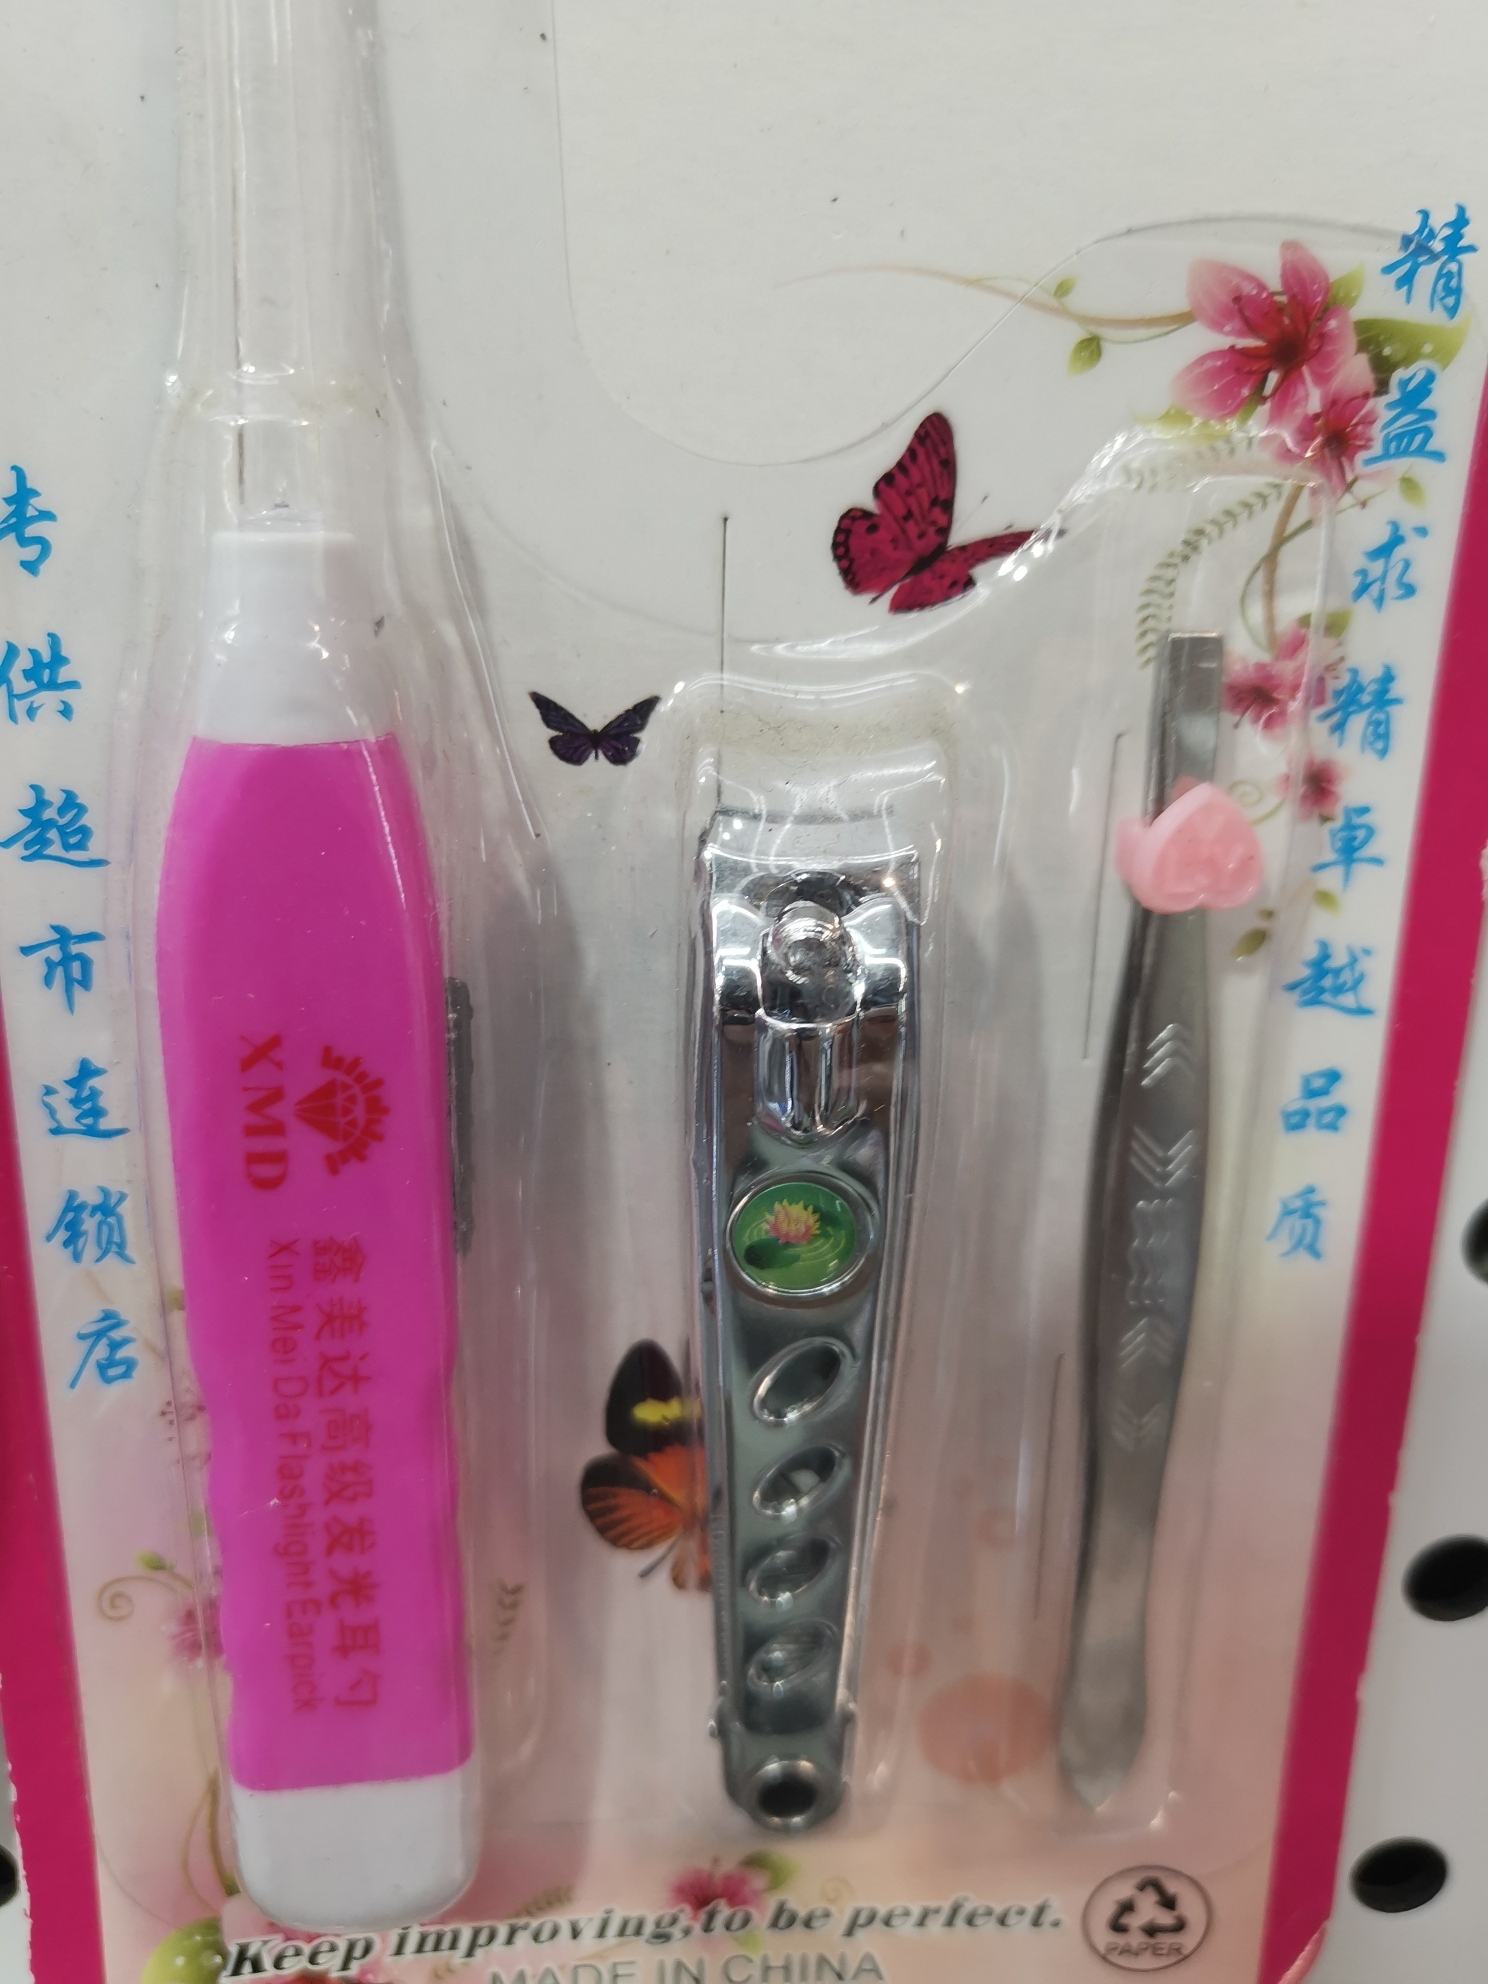 专供超市连锁店
精益求精卓越品质
XMD
鑫美达高级发光耳勺
Xin Mei Da Flashlight Earpick
Keep improving,to be perfect.
MADE IN CHINA
PAPER